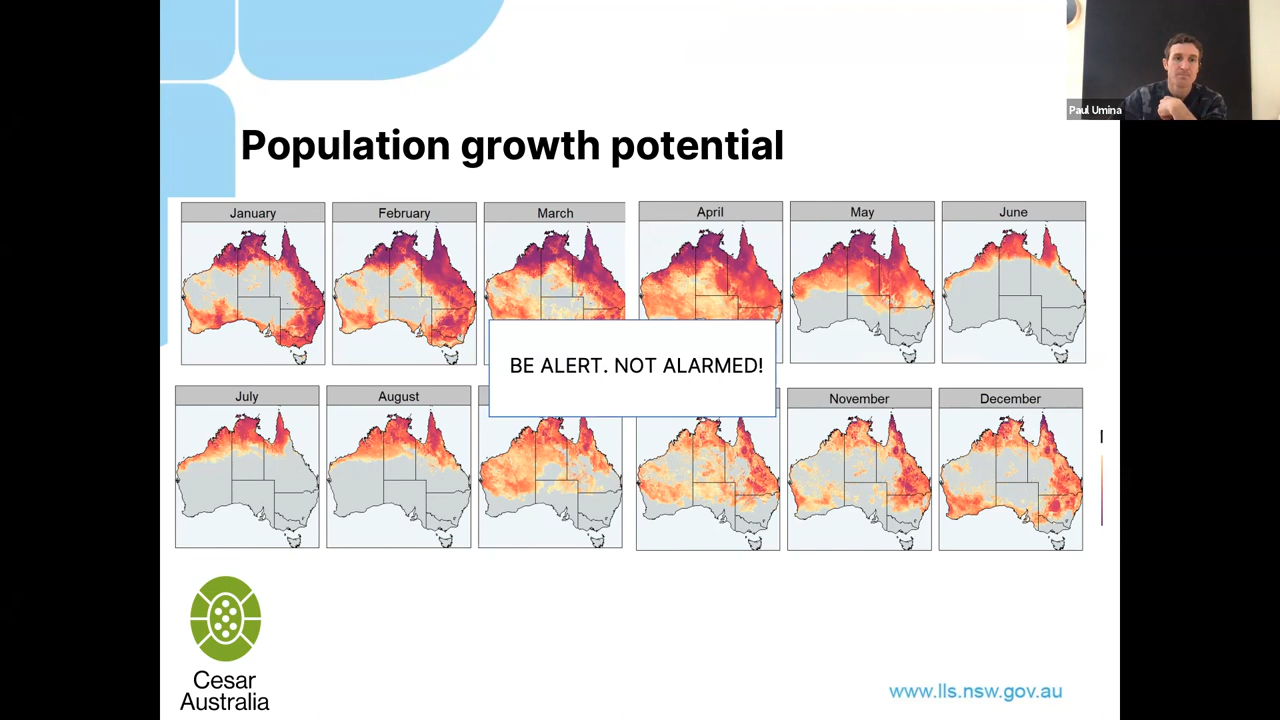 Paul Umina
Population growth potential
January
February
March
April
May
June
BE ALERT. NOT ALARMED!
July
August
November
December
Cesar
Australia
www.lls.nsw.gov.au